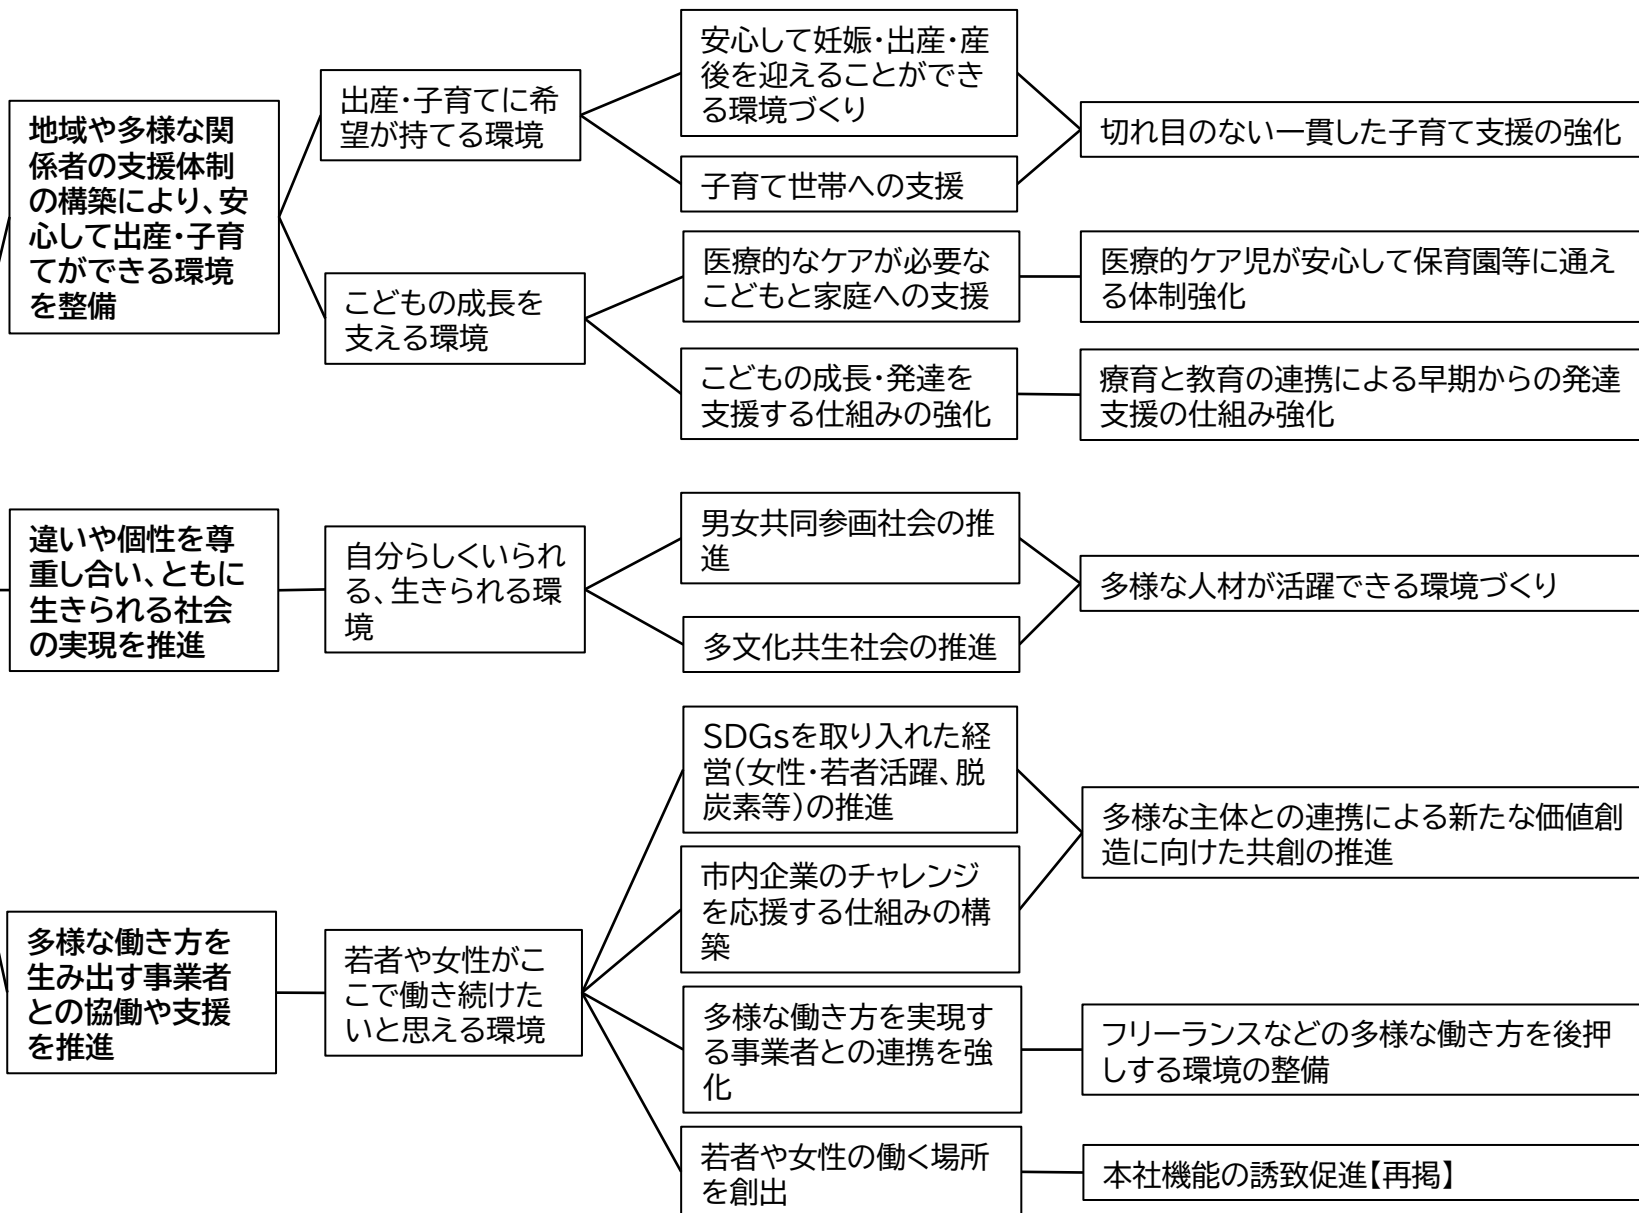 地域や多様な関
係者の支援体制
の構築により、安
心して出産・子育
てができる環境
を整備
出産・子育てに希
望が持てる環境
安心して妊娠・出産・産
後を迎えることができ
る環境づくり
子育て世帯への支援
切れ目のない一貫した子育て支援の強化
こどもの成長を
支える環境
医療的なケアが必要な
こどもと家庭への支援
医療的ケア児が安心して保育園等に通え
る体制強化
こどもの成長・発達を
支援する仕組みの強化
療育と教育の連携による早期からの発達
支援の仕組み強化
違いや個性を尊
重し合い、ともに
生きられる社会
の実現を推進
自分らしくいられ
る、生きられる環
境
男女共同参画社会の推
進
多文化共生社会の推進
多様な人材が活躍できる環境づくり
多様な働き方を
生み出す事業者
との協働や支援
を推進
若者や女性がこ
こで働き続けた
いと思える環境
SDGsを取り入れた経
営(女性・若者活躍、脱
炭素等)の推進
市内企業のチャレンジ
を応援する仕組みの構
築
多様な主体との連携による新たな価値創
造に向けた共創の推進
多様な働き方を実現す
る事業者との連携を強
化
フリーランスなどの多様な働き方を後押
しする環境の整備
若者や女性の働く場所
を創出
本社機能の誘致促進【再掲】